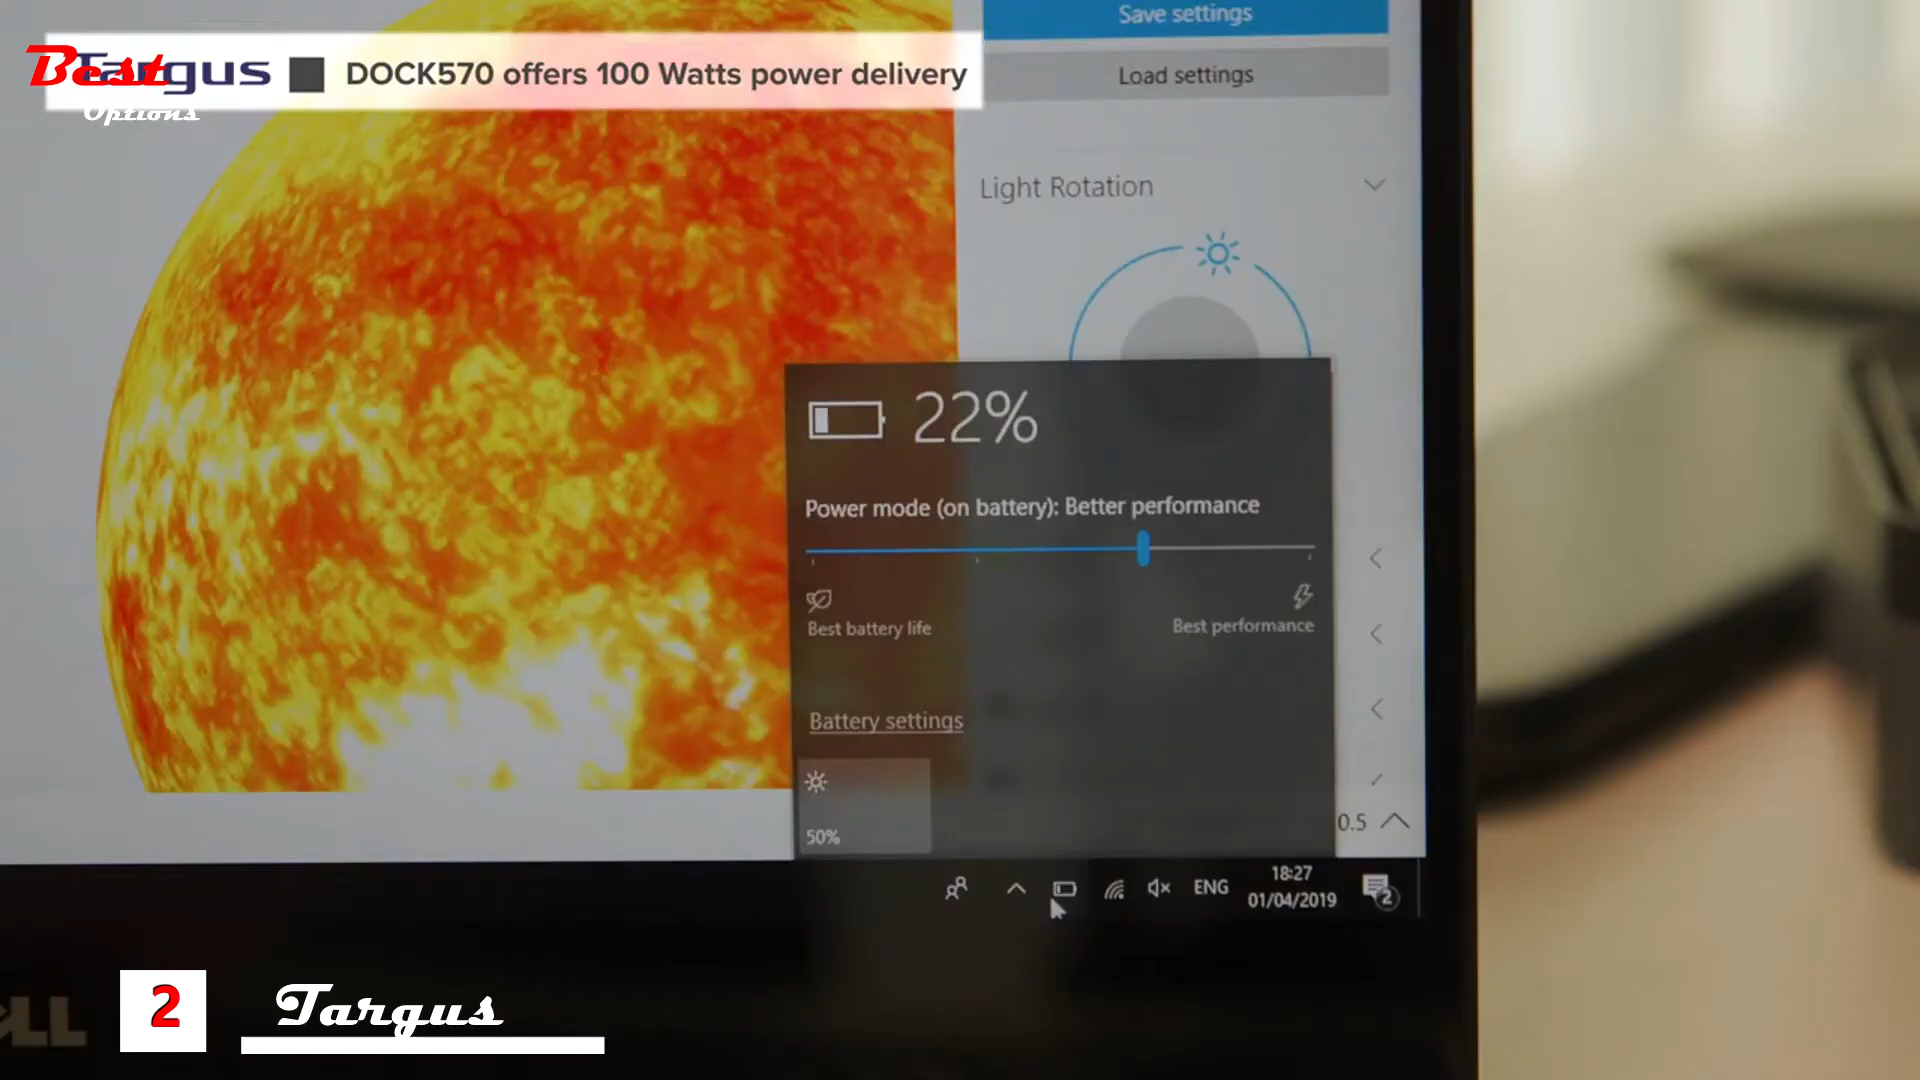 Save settings
Best
Options
Targus DOCK570 offers 100 Watts power delivery
Load settings
Light Rotation
22%
Power mode (on battery): Better performance
Best battery life
Best performance
Battery settings
50%
0.5
ENG
18:27
01/04/2019
2
2
Targus